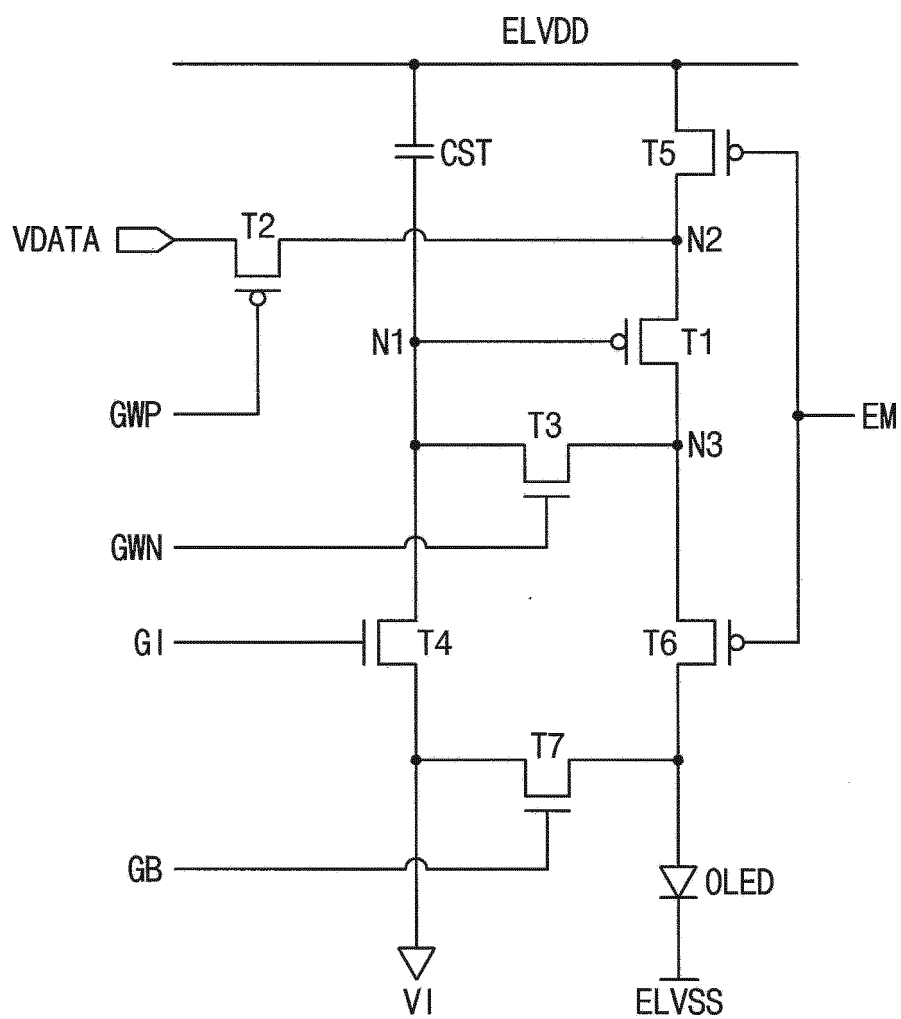 ELVDD
CST
T5
VDATA
T2
N2
N1
T1
GWP
EM
T3
N3
GWN
GI
T4
T6
T7
GB
OLED
VI
ELVSS